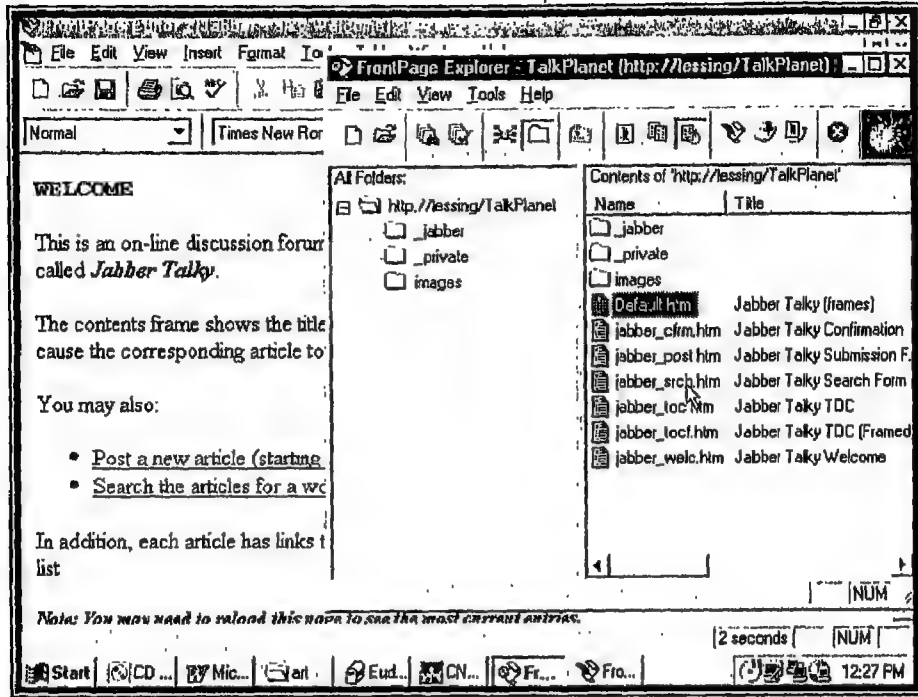 File Edit View Insert Format
FrontPage Explorer - TalkPlanet (http://lessing/TalkPlanet)
File Edit View Tools Help
Normal
Times New Ror
All Folders:
http://lessing/TalkPlanet
_jabber
_private
images
Contents of 'http://lessing/TalkPlanet'
Name Title
_jabber
_private
images
Default.htm Jabber Talky (frames)
jabber_cfrm.htm Jabber Talky Confirmation
jabber_post.htm Jabber Talky Submission F.
jabber_srch.htm Jabber Talky Search Form
jabber_toc.htm Jabber Talky TOC
jabber_tocf.htm Jabber Talky TOC (Framed)
jabber_welc.htm Jabber Talky Welcome
NUM
WELCOME
This is an on-line discussion forum
called Jabber Talky.
The contents frame shows the title
cause the corresponding article to
You may also:
• Post a new article (starting
• Search the articles for a wo
In addition, each article has links t
list
Note: You may need to reload this page to see the most current entries.
2 seconds NUM
Start CD ... Mic... art Eud... CN... Fr... Fro... 12:27 PM